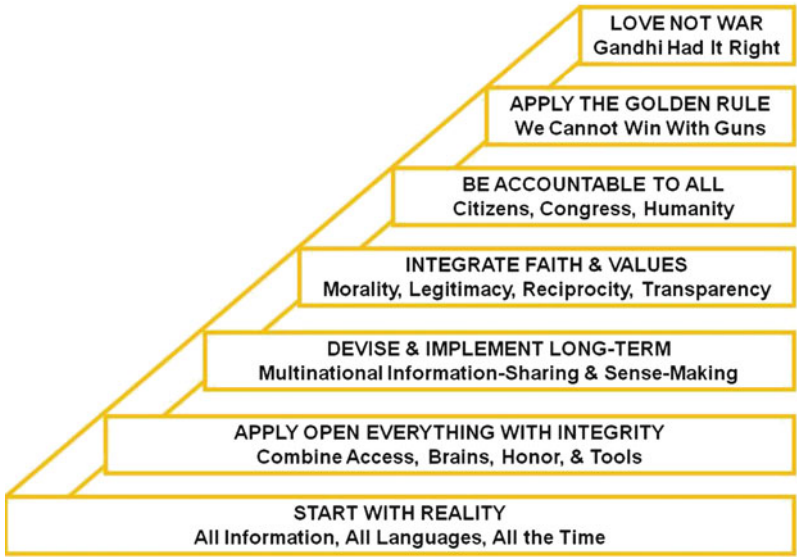 LOVE NOT WAR
Gandhi Had It Right
APPLY THE GOLDEN RULE
We Cannot Win With Guns
BE ACCOUNTABLE TO ALL
Citizens, Congress, Humanity
INTEGRATE FAITH & VALUES
Morality, Legitimacy, Reciprocity, Transparency
DEVISE & IMPLEMENT LONG-TERM
Multinational Information-Sharing & Sense-Making
APPLY OPEN EVERYTHING WITH INTEGRITY
Combine Access, Brains, Honor, & Tools
START WITH REALITY
All Information, All Languages, All the Time